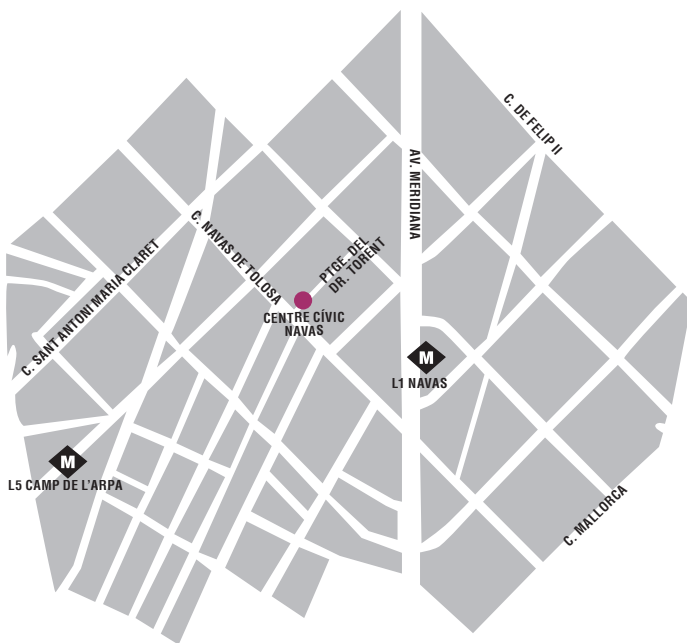 C. DE FELIP II
AV. MERIDIANA
C. NAVAS DE TOLOSA
PTGE. DEL
DR. TORENT
C. SANT ANTONI MARIA CLARET
CENTRE CÍVIC
NAVAS
M
L1 NAVAS
M
L5 CAMP DE L'ARPA
C. MALLORCA